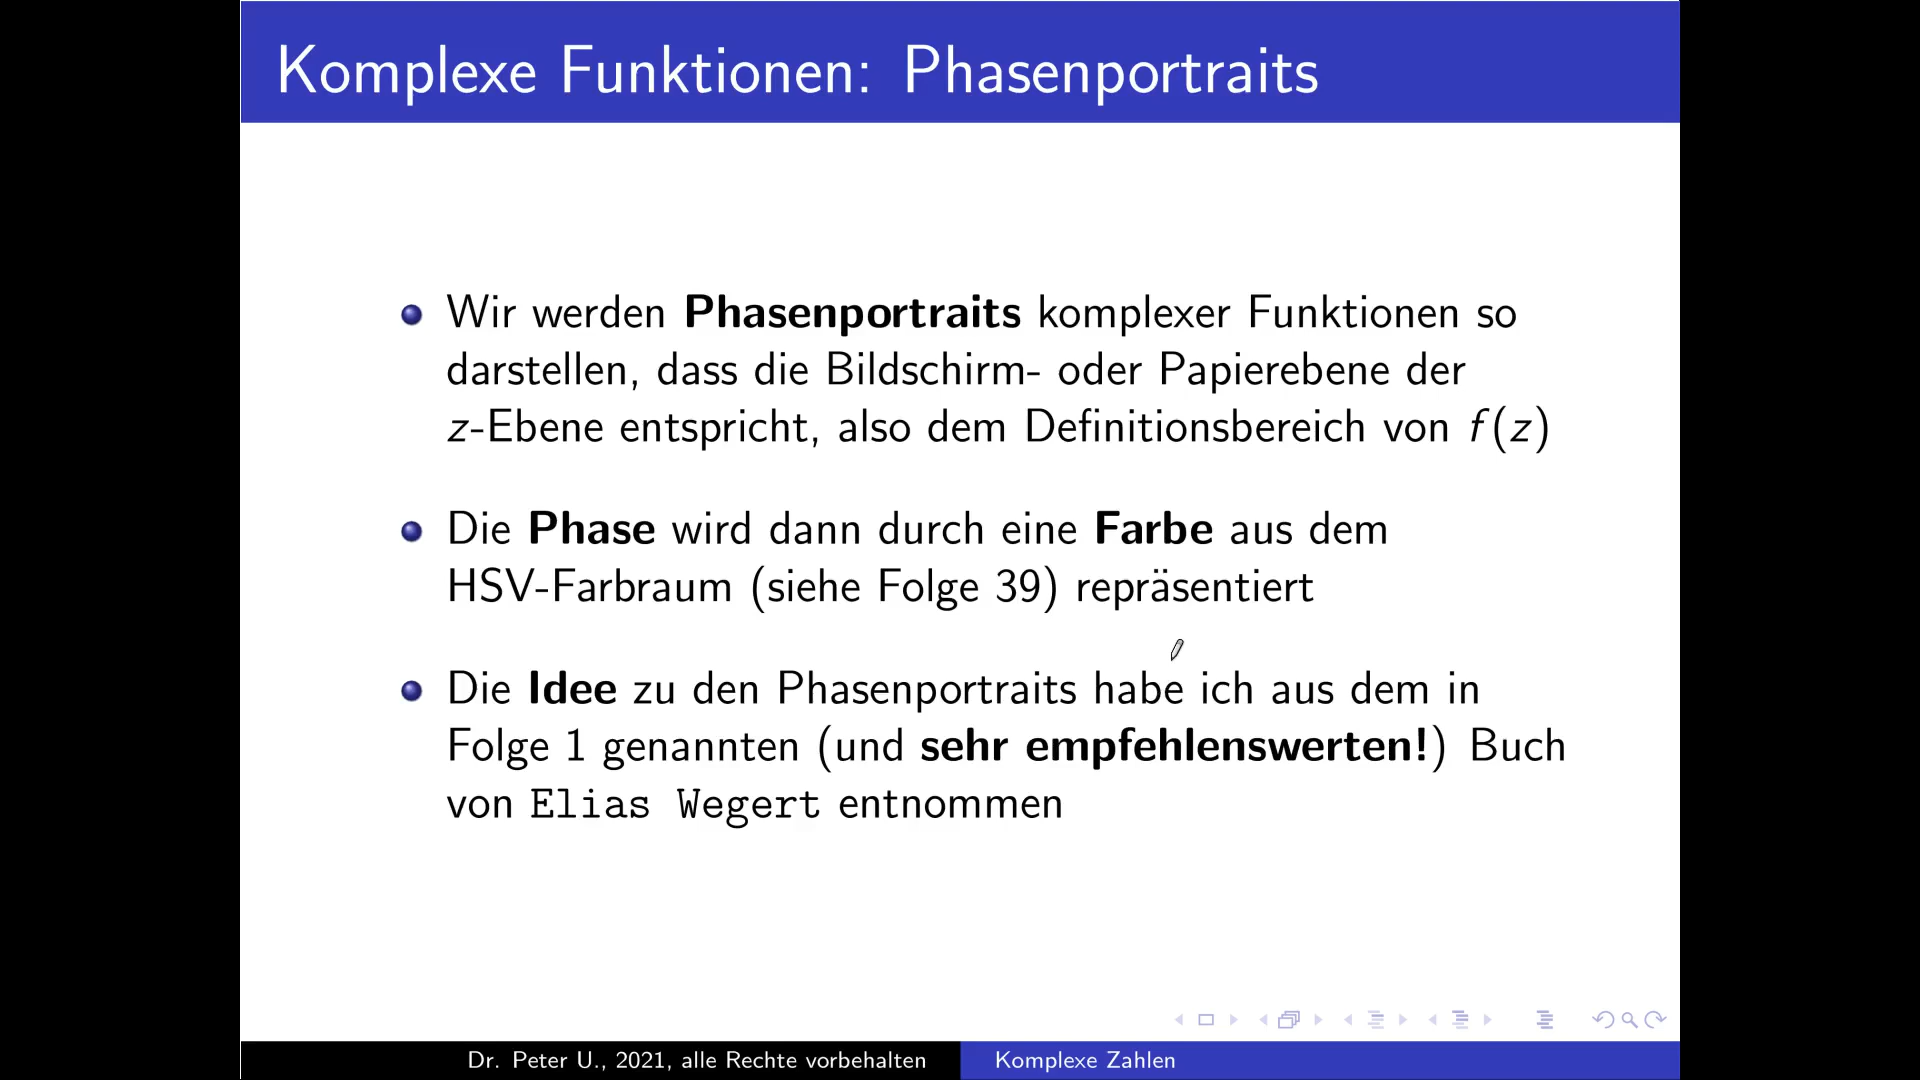 Komplexe Funktionen: Phasenportraits
Wir werden Phasenportraits komplexer Funktionen so
darstellen, dass die Bildschirm- oder Papierebene der
z-Ebene entspricht, also dem Definitionsbereich von f(z)
Die Phase wird dann durch eine Farbe aus dem
HSV-Farbraum (siehe Folge 39) repräsentiert
Die Idee zu den Phasenportraits habe ich aus dem in
Folge 1 genannten (und sehr empfehlenswerten!) Buch
von Elias Wegert entnommen
Dr. Peter U., 2021, alle Rechte vorbehalten
Komplexe Zahlen